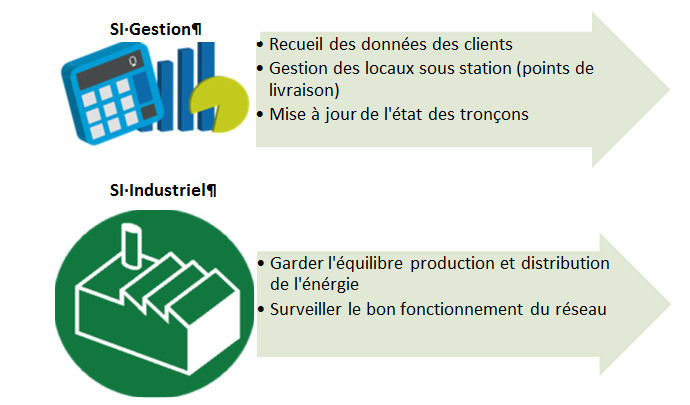 SI·Gestion¶
• Recueil des données des clients
• Gestion des locaux sous station (points de
livraison)
• Mise à jour de l'état des tronçons
SI·Industriel¶
• Garder l'équilibre production et distribution
de l'énérgie
• Surveiller le bon fonctionnement du réseau